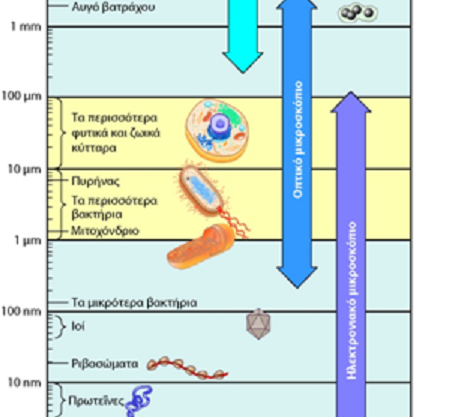 Αυγό βατράχου
1 mm
100 μm
Τα περισσότερα
φυτικά και ζωικά
κύτταρα
10 μm
Πυρήνας
Τα περισσότερα
βακτήρια
Μιτοχόνδριο
1 μm
Τα μικρότερα βακτήρια
100 nm
Ιοί
Ριβοσώματα
10 nm
Πρωτεΐνες
Οπτικό μικροσκόπιο
Ηλεκτρονιακό μικροσκόπιο